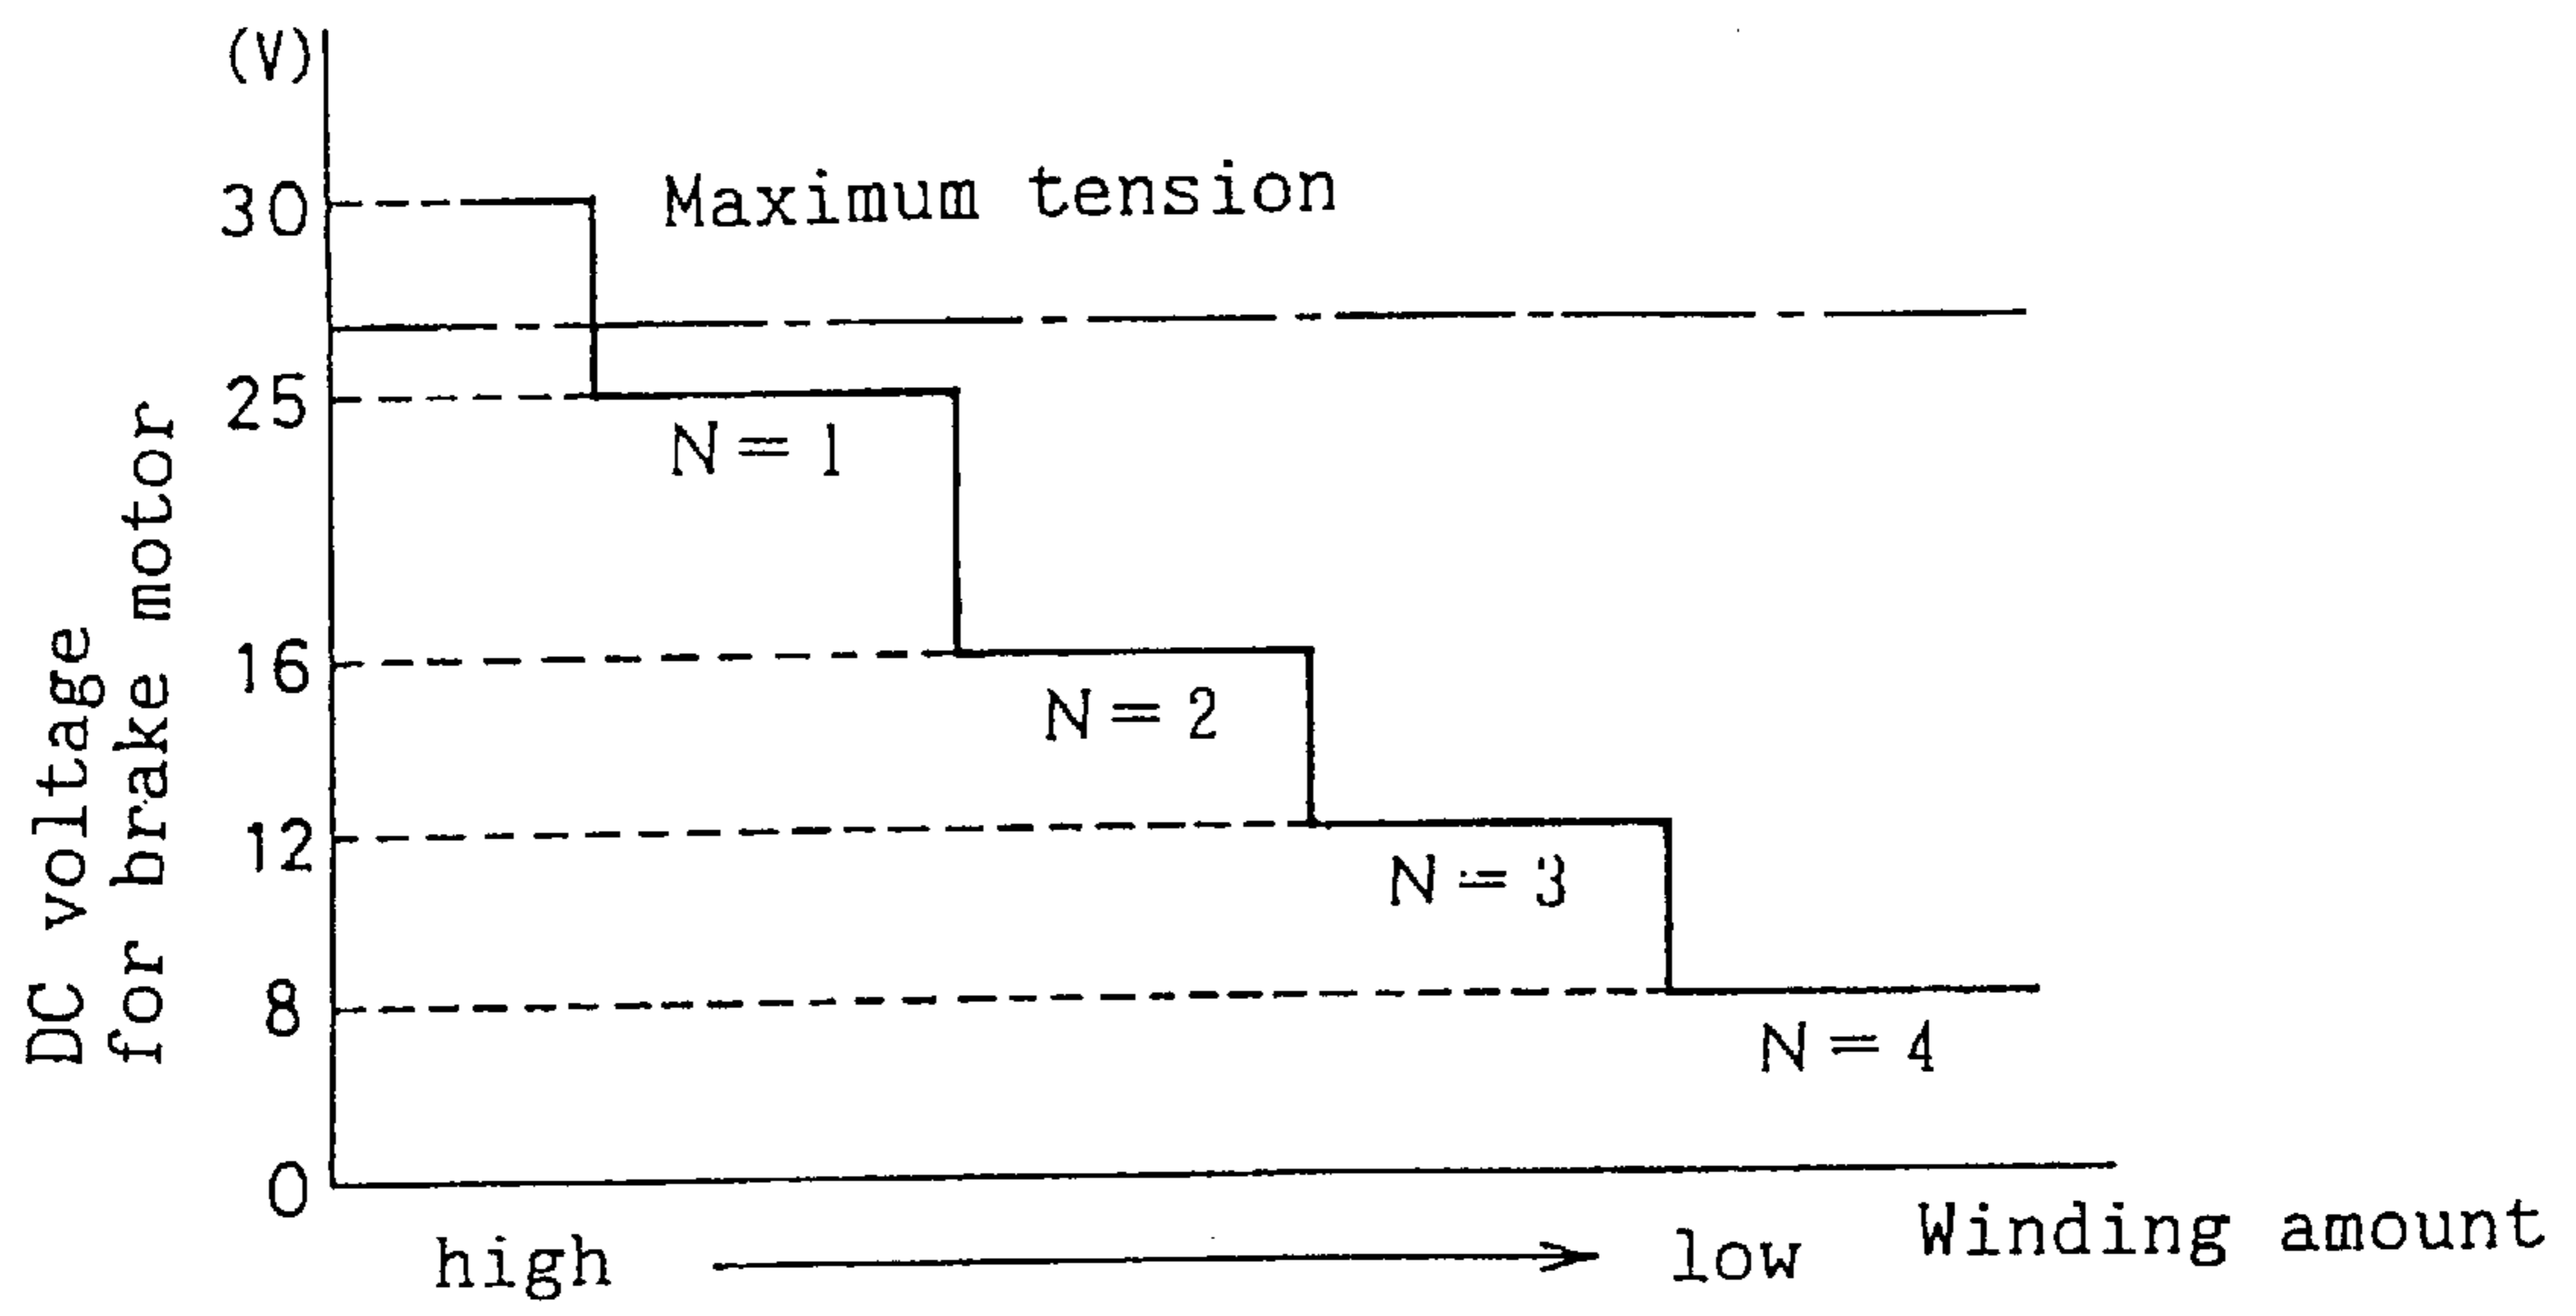 (V)
30
Maximum tension
25
N = 1
16
N = 2
12
N = 3
8
N = 4
0
DC voltage
for brake motor
high
low
Winding amount